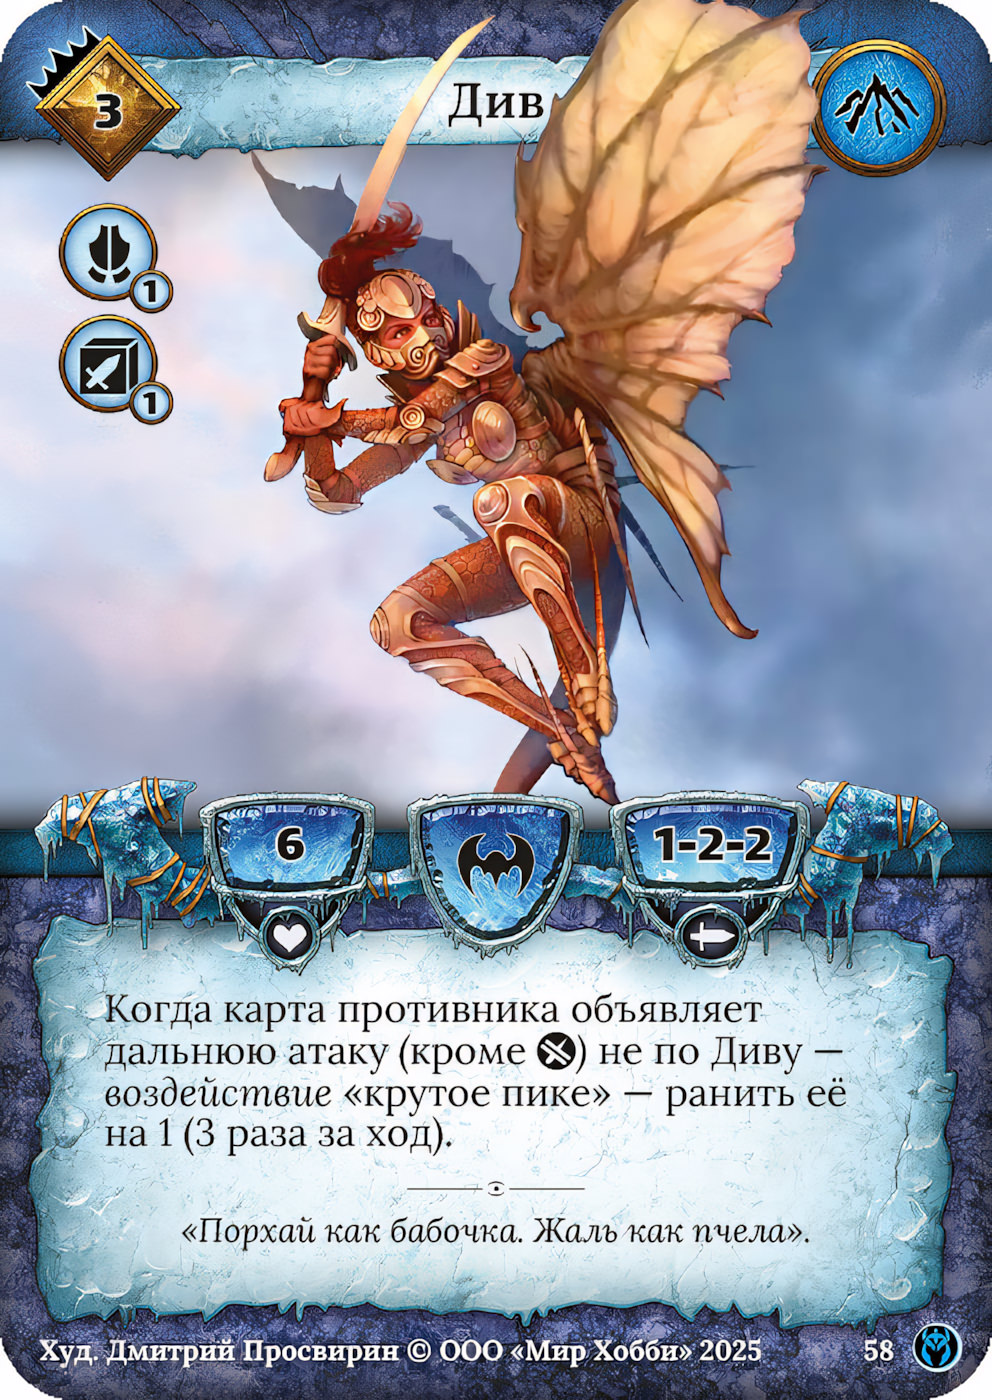 3
Див
1
1
6
1-2-2
Когда карта противника объявляет
дальнюю атаку (кроме ) не по Диву —
воздействие «крутое пике» — ранить её
на 1 (3 раза за ход).
«Порхай как бабочка. Жаль как пчела».
Худ. Дмитрий Просвирин © ООО «Мир Хобби» 2025
58